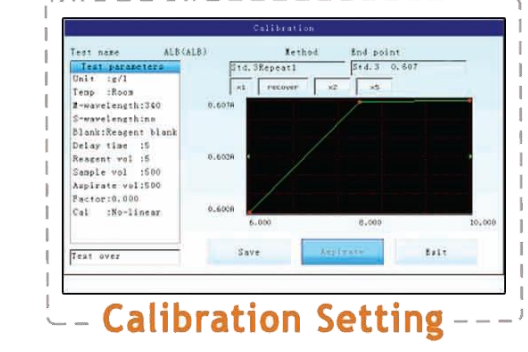 Calibration
Test name ALB(ALB) Method End point
Test parameters
Std.3Repeat1 Std.3 0.607
Unit :g/l
x1 recover x2 x5
Temp :Room
M-wavelength:340
S-wavelength:no
Blank:Reagent blank
Delay time :5
Reagent vol :5
Sample vol :500
Aspirate vol:500
Factor:0.000
Cal :No-linear
0.607A
0.603A
0.600A
6.000 8.000 10.000
Test over
Save Aspirate Exit
Calibration Setting